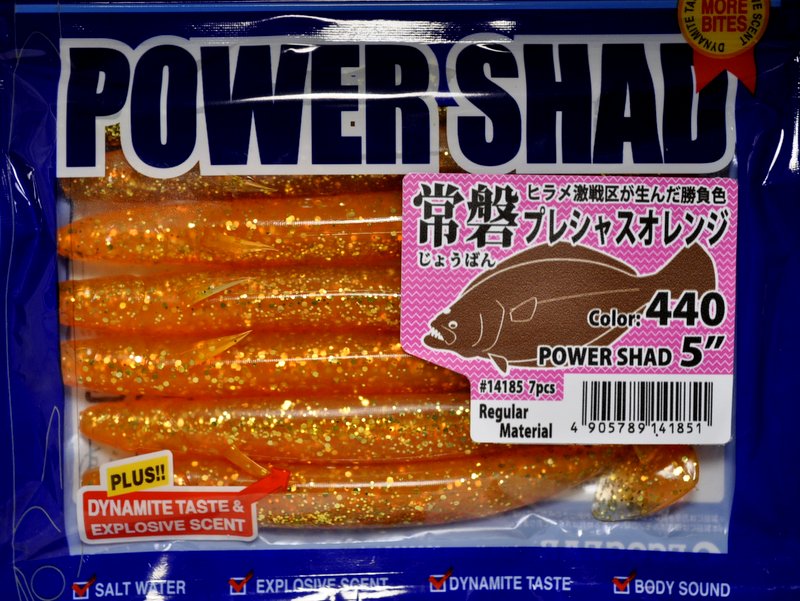 MORE
BITES
DYNAMITE TA
E SCENT
POWER SHAD
ヒラメ激戦区が生んだ勝負色
常磐
プレシャスオレンジ
じょうばん
Color: 440
POWER SHAD 5"
#14185 7pcs
Regular
Material
4 905789 141851
PLUS!!
DYNAMITE TASTE &
EXPLOSIVE SCENT
SALT WATER
EXPLOSIVE SCENT
DYNAMITE TASTE
BODY SOUND